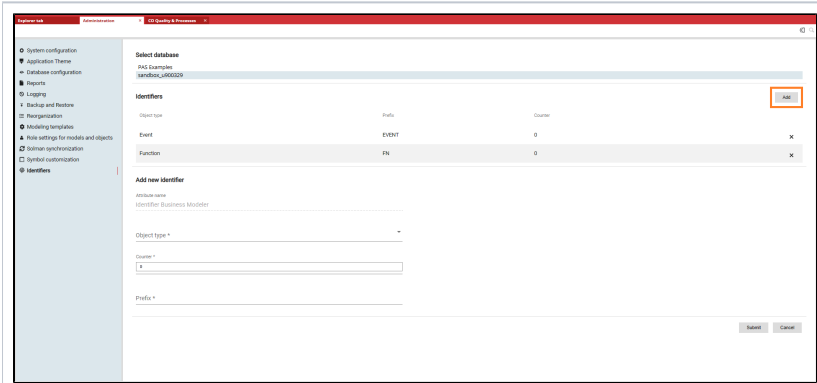 Explorer tab Administration × CO Quality & Processes ×
System configuration
Application Theme
Database configuration
Reports
Logging
Backup and Restore
Reorganization
Modeling templates
Role settings for models and objects
Solman synchronization
Symbol customization
Identifiers
Select database
PAS Examples
sandbox_u900329
Identifiers
Add
Object type Prefix Counter
Event EVENT 0 ×
Function FN 0 ×
Add new identifier
Attribute name
Identifier Business Modeler
Object type *
Counter *
Prefix *
Submit Cancel